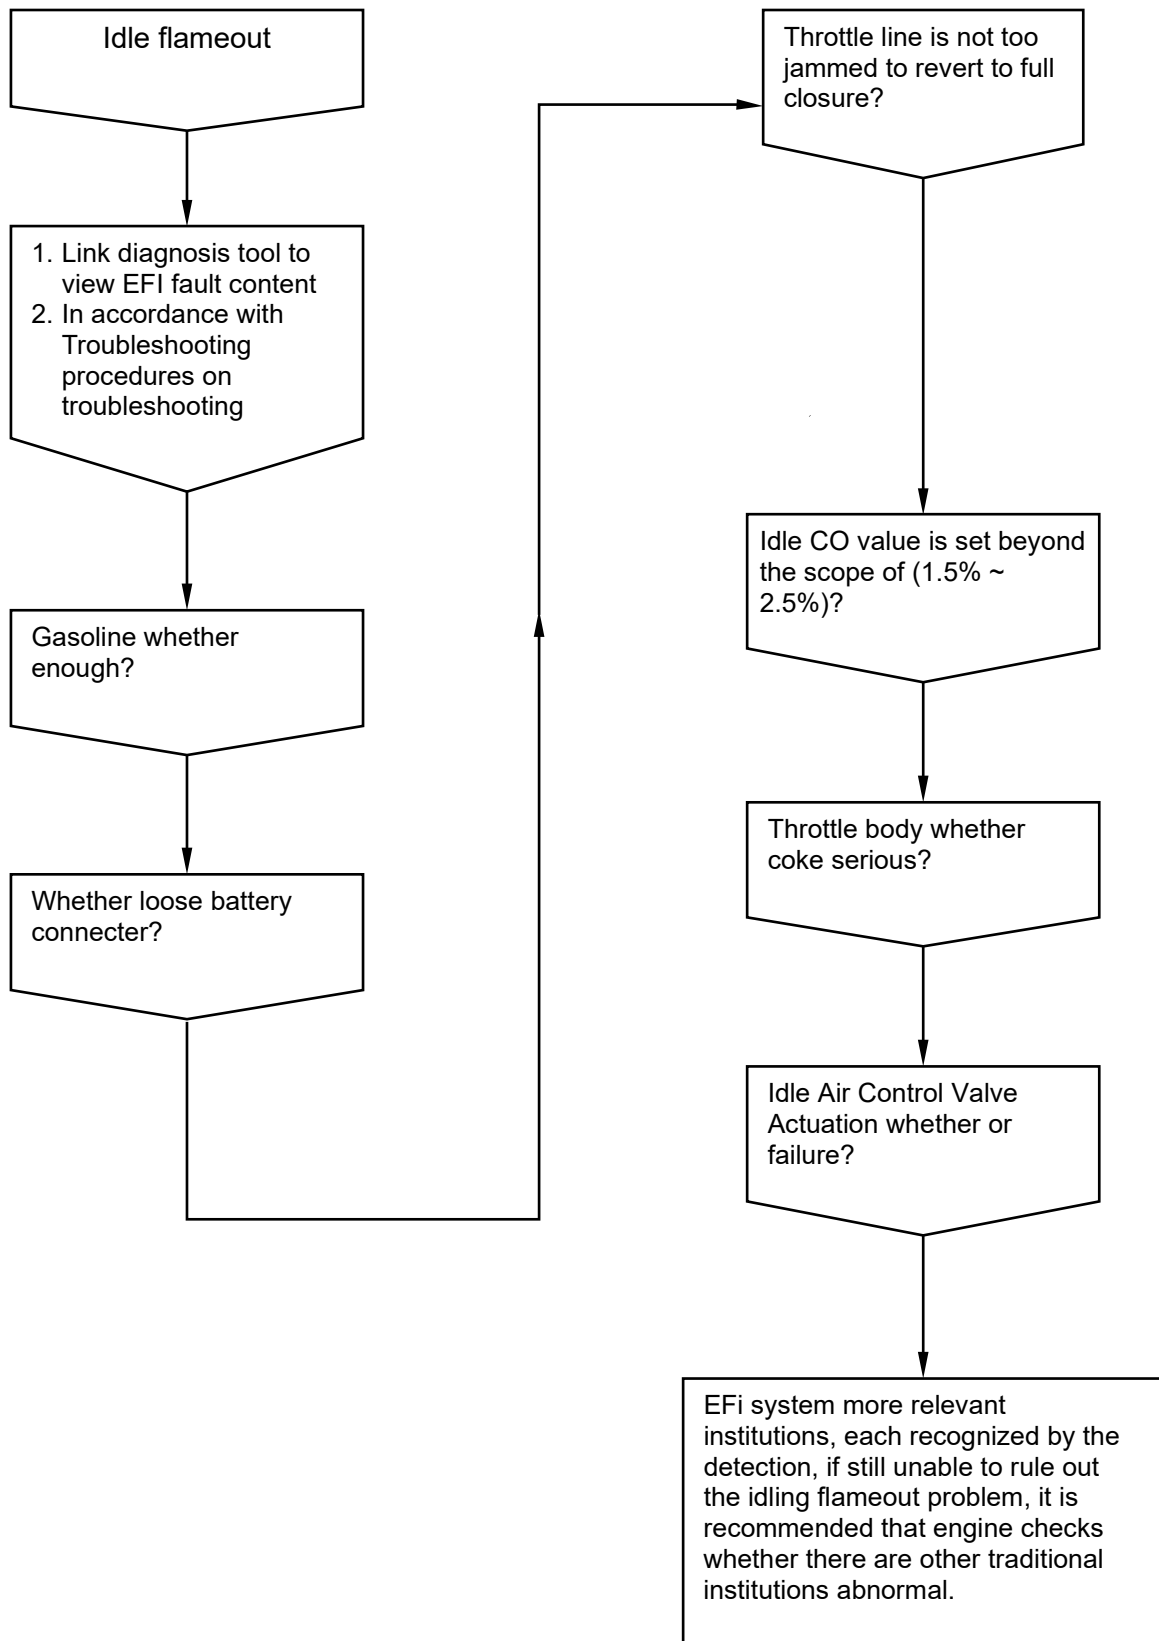 Idle flameout
1. Link diagnosis tool to
view EFI fault content
2. In accordance with
Troubleshooting
procedures on
troubleshooting
Gasoline whether
enough?
Whether loose battery
connecter?
Throttle line is not too
jammed to revert to full
closure?
Idle CO value is set beyond
the scope of (1.5% ~
2.5%)?
Throttle body whether
coke serious?
Idle Air Control Valve
Actuation whether or
failure?
EFi system more relevant
institutions, each recognized by the
detection, if still unable to rule out
the idling flameout problem, it is
recommended that engine checks
whether there are other traditional
institutions abnormal.